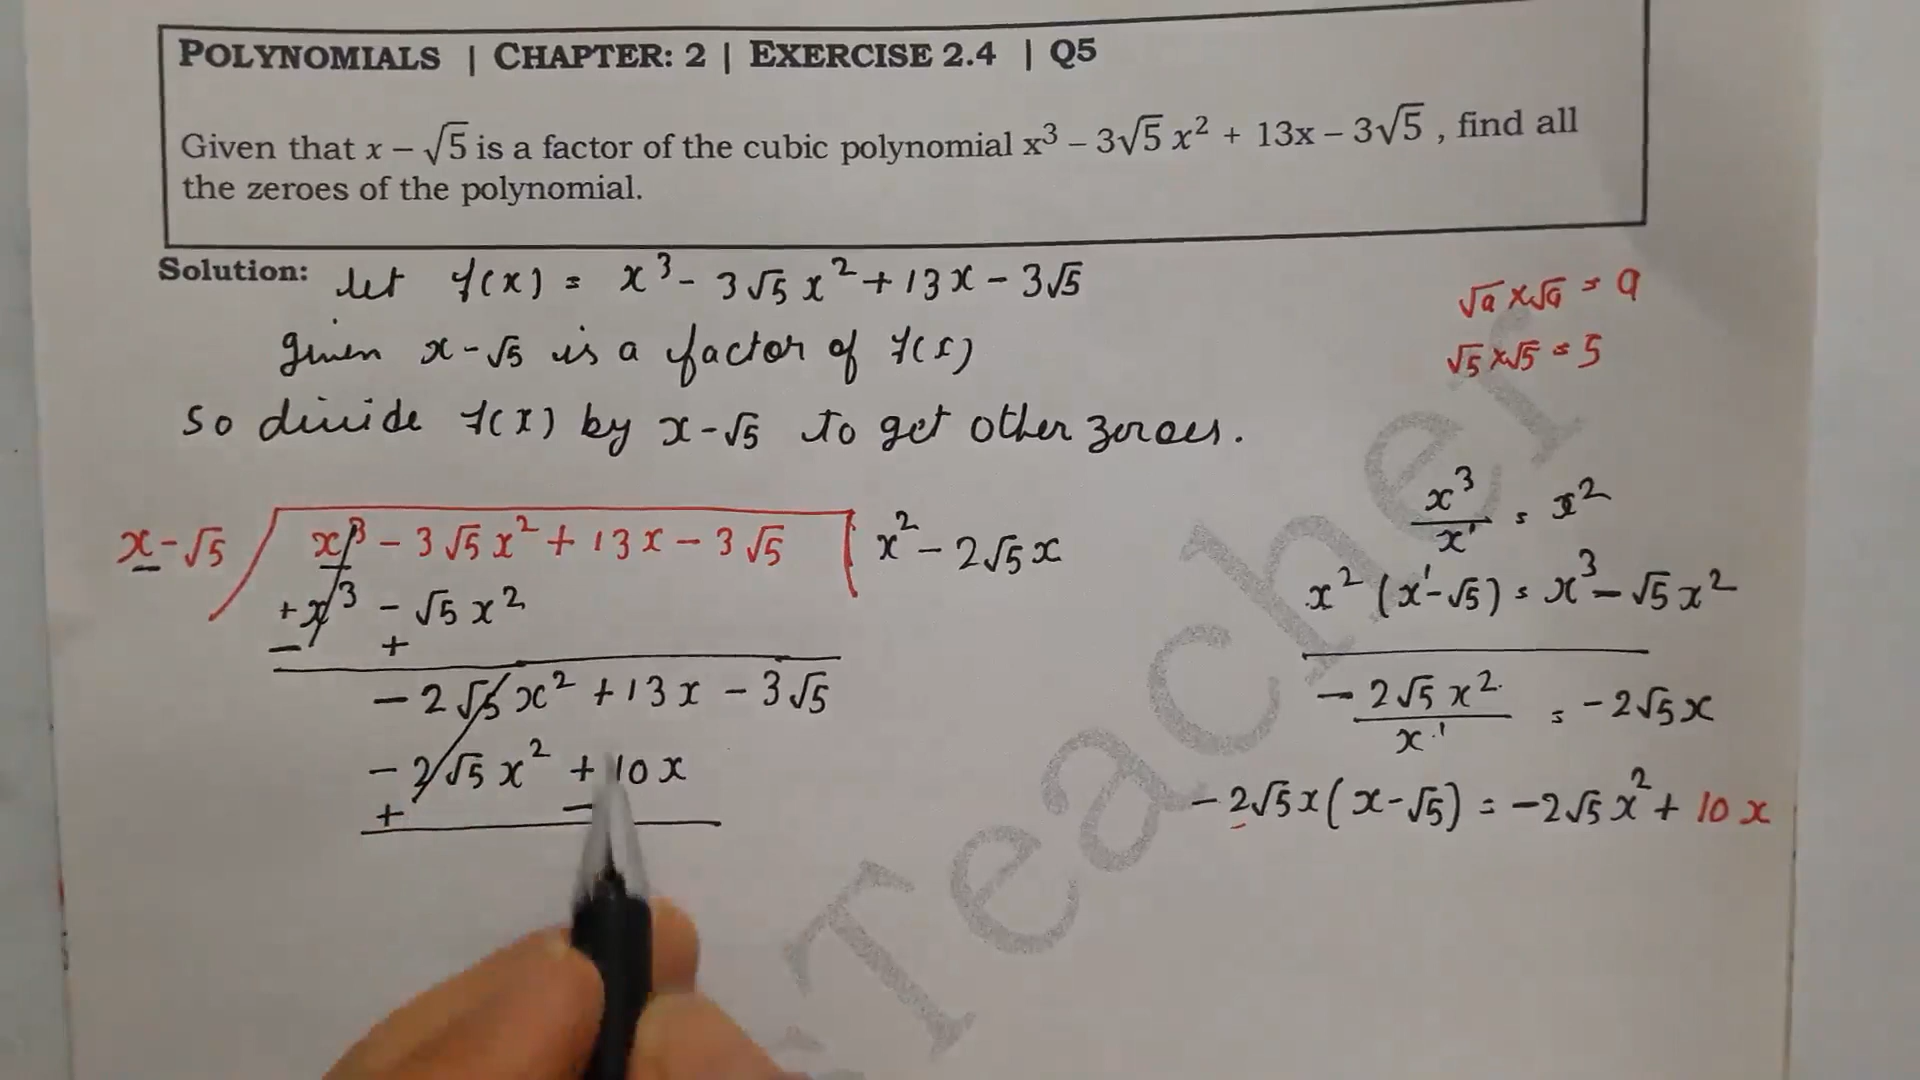 POLYNOMIALS | CHAPTER: 2 | EXERCISE 2.4 | Q5
Given that x – √5 is a factor of the cubic polynomial x³ – 3√5 x² + 13x – 3√5 , find all
the zeroes of the polynomial.
Solution: Let f(x) = x³ - 3√5 x² + 13x - 3√5
given x - √5 is a factor of f(x)
So divide f(x) by x - √5 to get other zeroes.
√a × √a = a
√5 × √5 = 5
x - √5 x³ - 3√5 x² + 13x - 3√5 x² - 2√5 x
+ x³ - √5 x²
- +
- 2√5 x² + 13x - 3√5
- 2√5 x² + 10x
+ -
x³/x¹ = x²
x² (x¹ - √5) = x³ - √5 x²
- 2√5 x²/x¹ = - 2√5 x
- 2√5 x (x - √5) = - 2√5 x² + 10x
Teacher